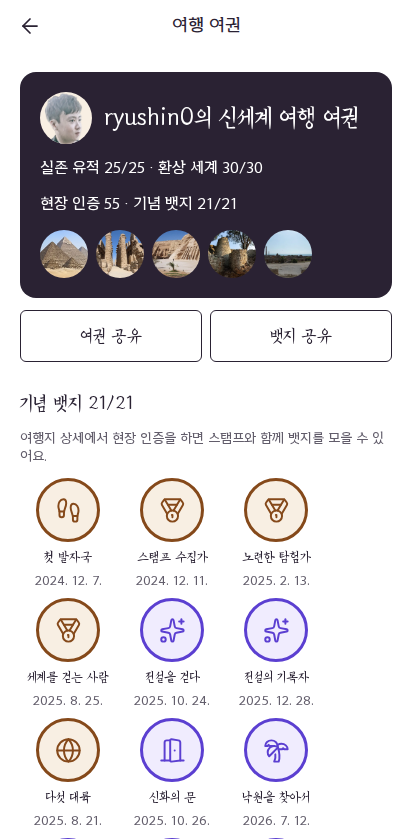 여행 여권
ryushin0의 신세계 여행 여권
실존 유적 25/25 · 환상 세계 30/30
현장 인증 55 · 기념 뱃지 21/21
여권 공유
뱃지 공유
기념 뱃지 21/21
여행지 상세에서 현장 인증을 하면 스탬프와 함께 뱃지를 모을 수 있
어요.
첫 발자국
스탬프 수집가
노련한 탐험가
2024. 12. 7.
2024. 12. 11.
2025. 2. 13.
세계를 걷는 사람
전설을 걷다
전설의 기록자
2025. 8. 25.
2025. 10. 24.
2025. 12. 28.
다섯 대륙
신화의 문
낙원을 찾아서
2025. 8. 21.
2025. 10. 26.
2026. 7. 12.